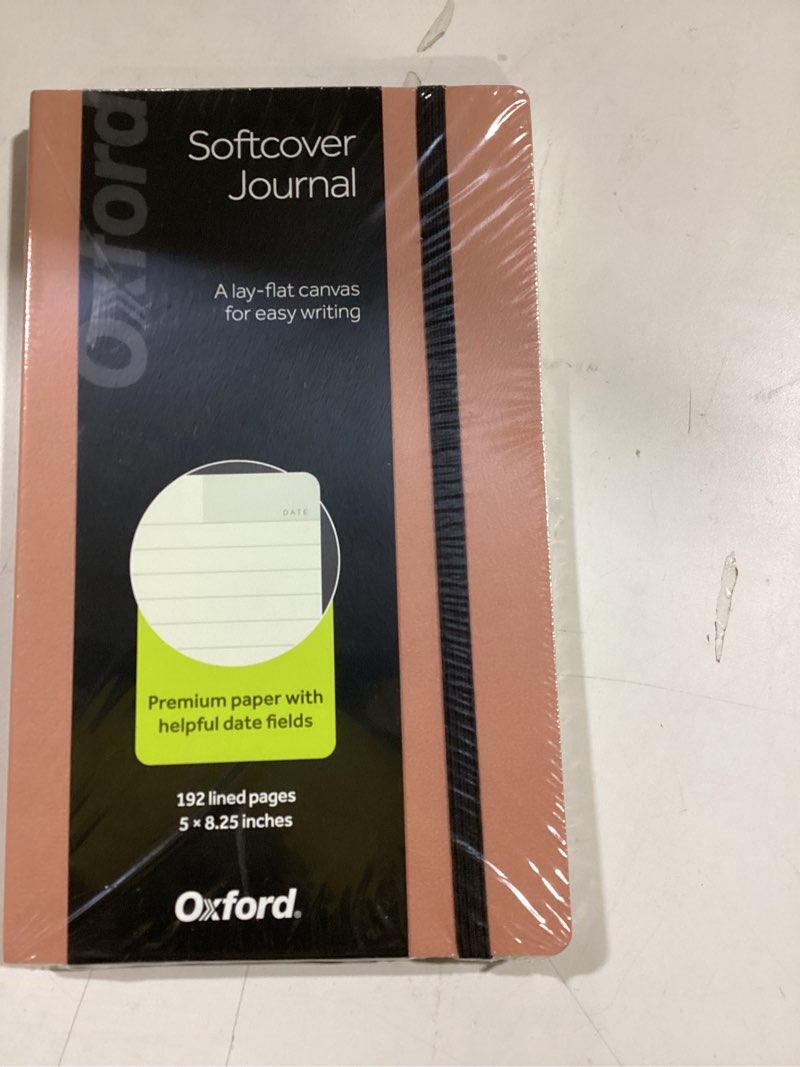 Oxford
Softcover
Journal
A lay-flat canvas
for easy writing
DATE
Premium paper with
helpful date fields
192 lined pages
5 × 8.25 inches
Oxford®